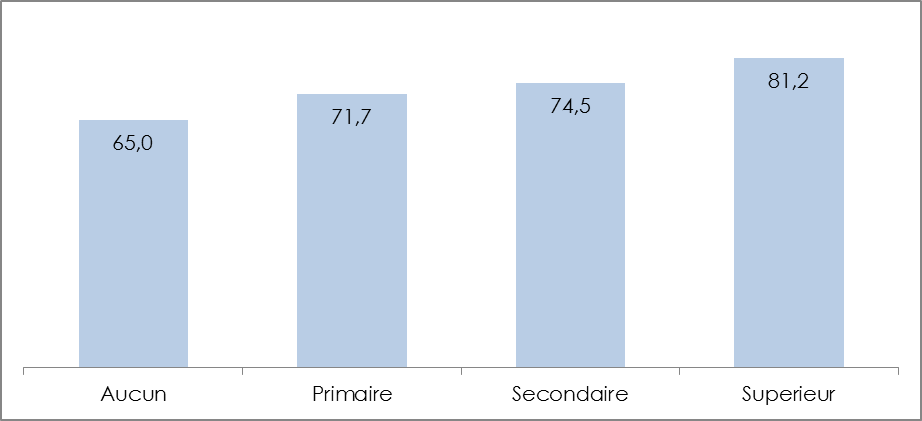 81,2
74,5
71,7
65,0
Aucun Primaire Secondaire Superieur